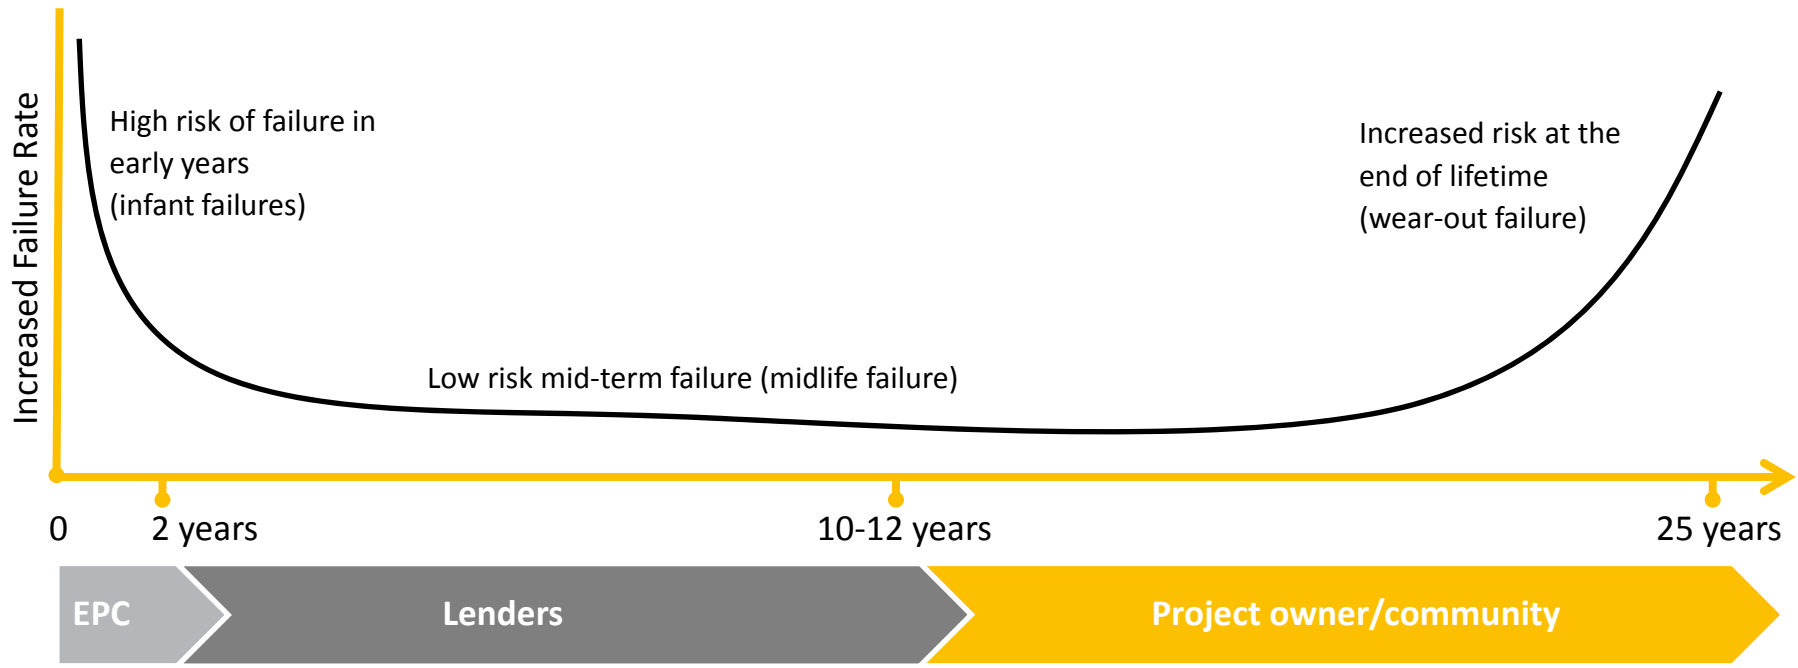 Increased Failure Rate
High risk of failure in
early years
(infant failures)
Low risk mid-term failure (midlife failure)
Increased risk at the
end of lifetime
(wear-out failure)
0
2 years
10-12 years
25 years
EPC
Lenders
Project owner/community